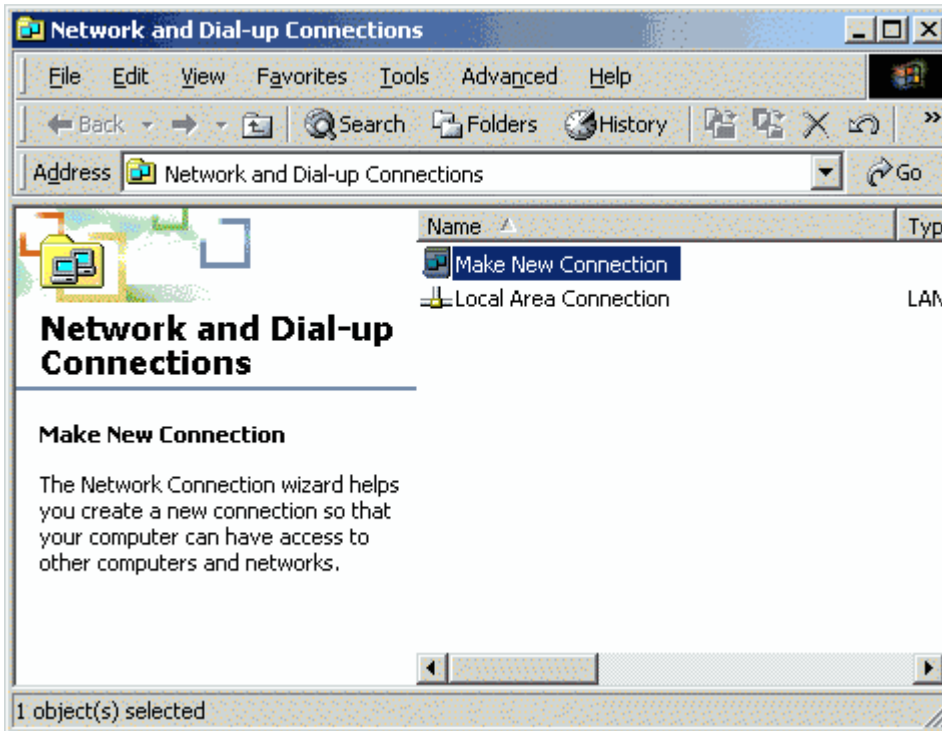 Network and Dial-up Connections
File Edit View Favorites Tools Advanced Help
Back Search Folders History »
Address Network and Dial-up Connections Go
Name Typ
Make New Connection
Local Area Connection LAN
Network and Dial-up
Connections
Make New Connection
The Network Connection wizard helps
you create a new connection so that
your computer can have access to
other computers and networks.
1 object(s) selected